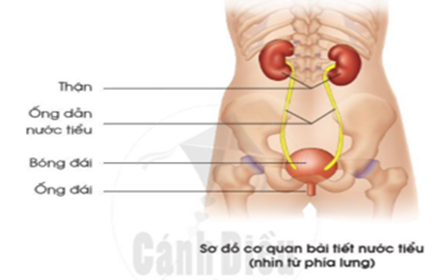 Thận
Ống dẫn
nước tiểu
Bóng đái
Ống đái
Sơ đồ cơ quan bài tiết nước tiểu
(nhìn từ phía lưng)
Cánh Diều